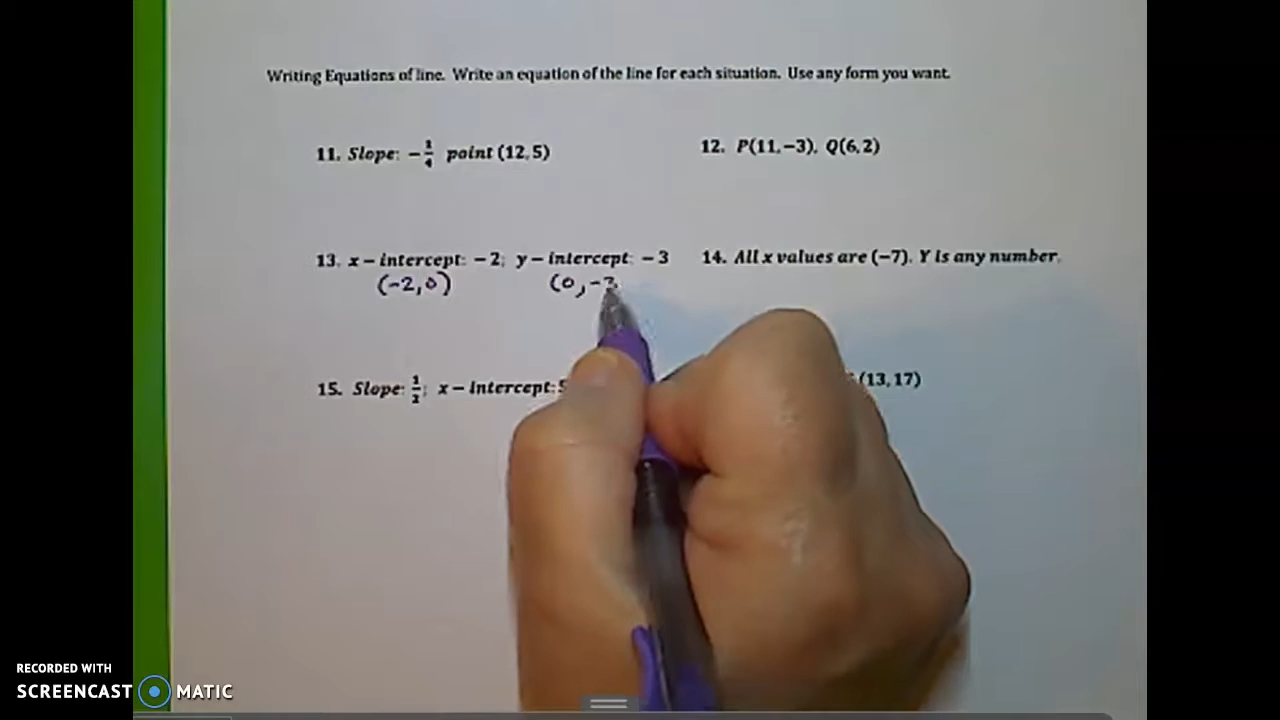 Writing Equations of line. Write an equation of the line for each situation. Use any form you want.
11. Slope: -1/4 point (12,5)
12. P(11,-3), Q(6,2)
13. x - intercept: -2; y - intercept: -3
14. All x values are (-7). Y is any number.
(-2,0)
(0,-
15. Slope: 1/2; x - intercept:
(13,17)
RECORDED WITH
SCREENCAST MATIC